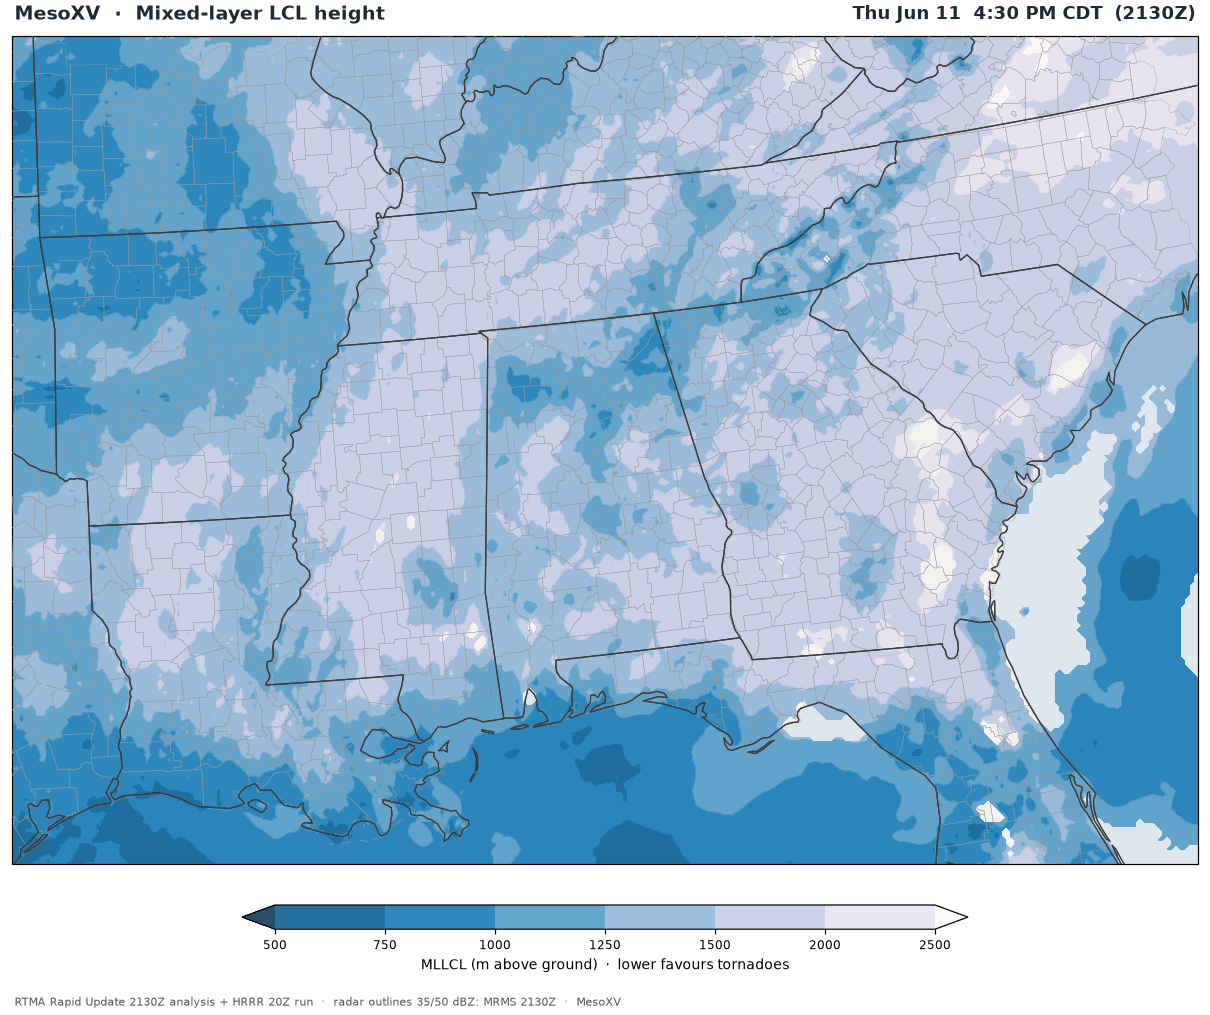 MesoXV · Mixed-layer LCL height
Thu Jun 11 4:30 PM CDT (2130Z)
500 750 1000 1250 1500 2000 2500
MLLCL (m above ground) · lower favours tornadoes
RTMA Rapid Update 2130Z analysis + HRRR 20Z run · radar outlines 35/50 dBZ: MRMS 2130Z · MesoXV